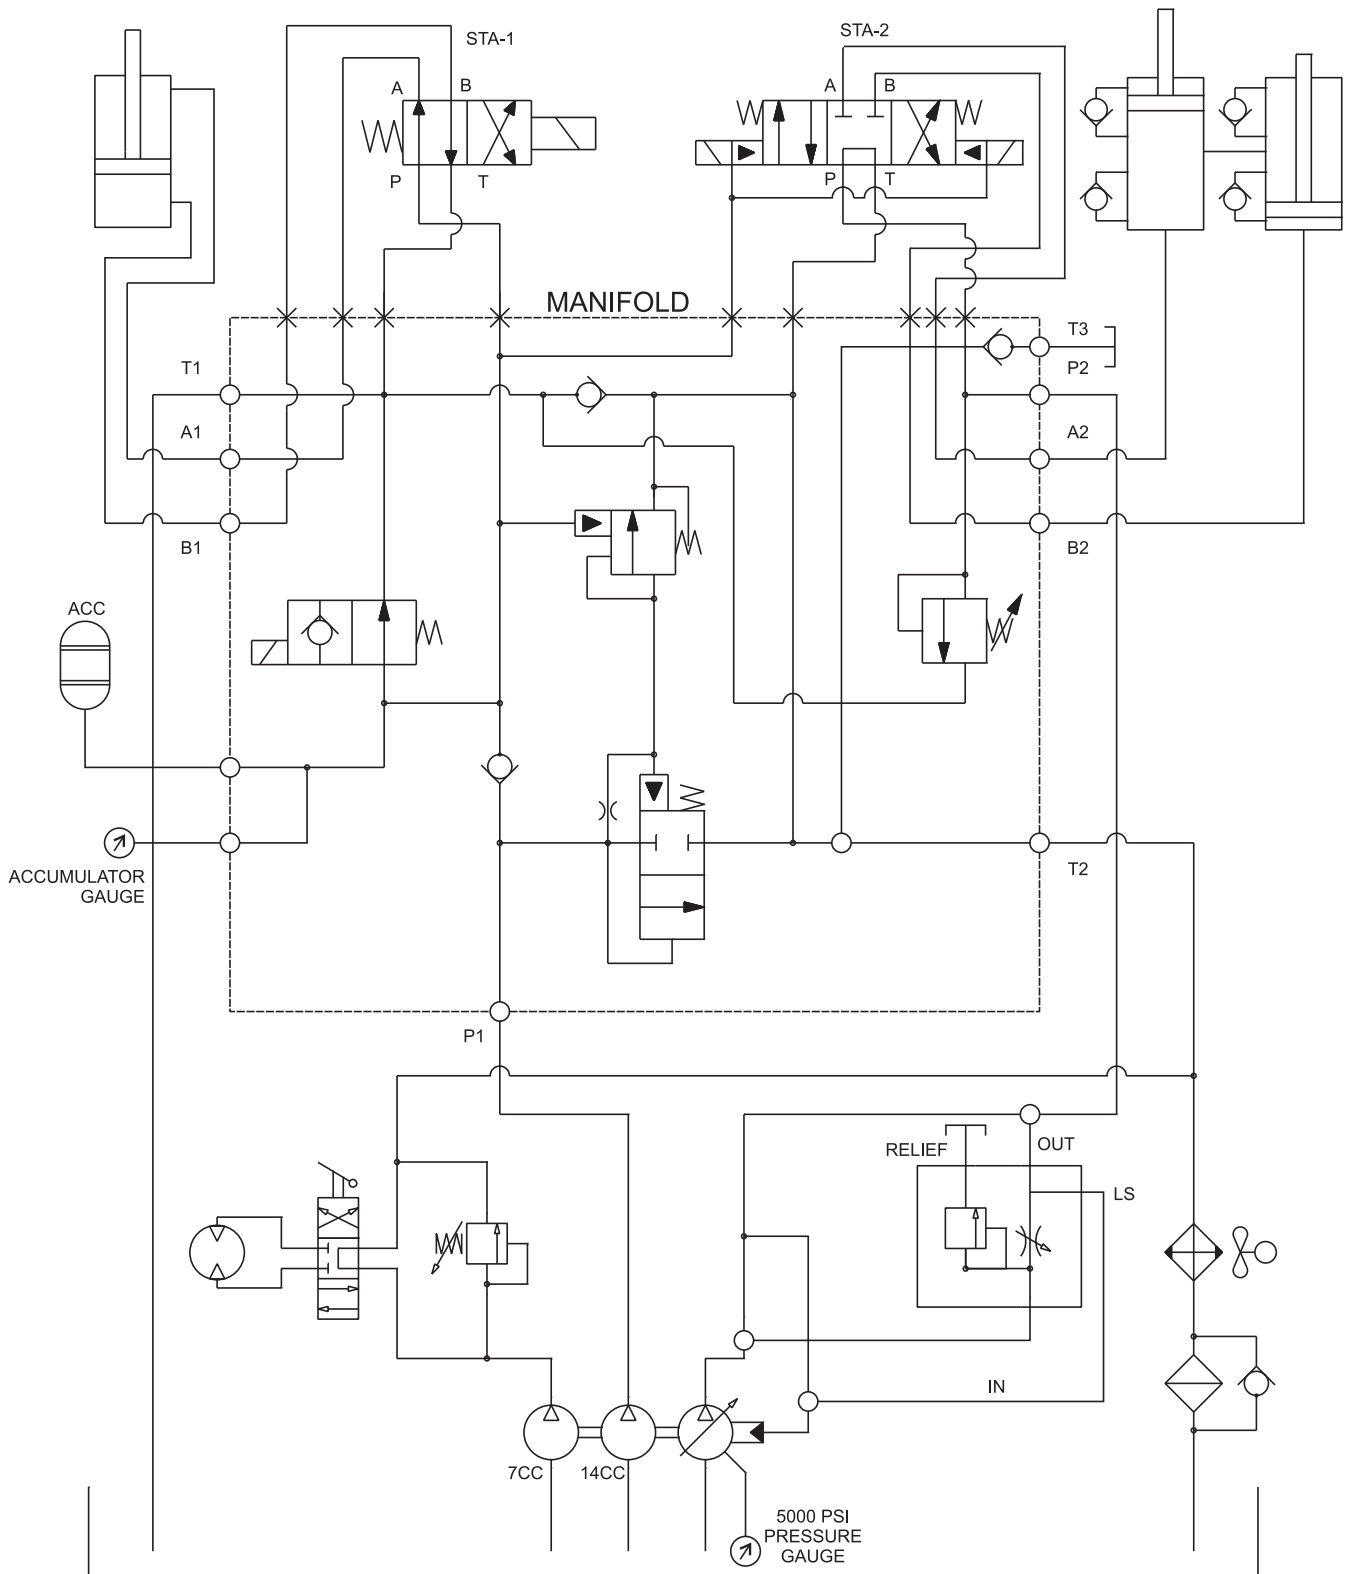 STA-1
STA-2
A
B
A
B
P
T
P
T
MANIFOLD
T3
T1
P2
A1
A2
B1
B2
ACC
ACCUMULATOR
GAUGE
T2
P1
RELIEF
OUT
LS
IN
7CC
14CC
5000 PSI
PRESSURE
GAUGE